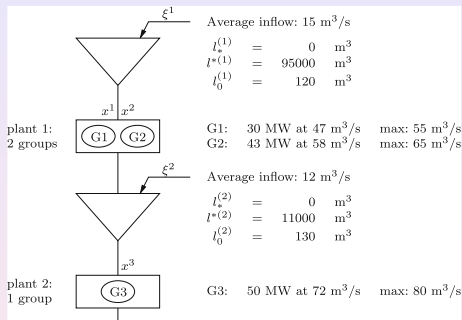 ξ¹ Average inflow: 15 m³/s
l₊^(1) = 0 m³
l*^(1) = 95000 m³
l₀^(1) = 120 m³
x¹ x²
plant 1: G1 G2 G1: 30 MW at 47 m³/s max: 55 m³/s
2 groups G2: 43 MW at 58 m³/s max: 65 m³/s
ξ² Average inflow: 12 m³/s
l₊^(2) = 0 m³
l*^(2) = 11000 m³
l₀^(2) = 130 m³
x³
plant 2: G3 G3: 50 MW at 72 m³/s max: 80 m³/s
1 group